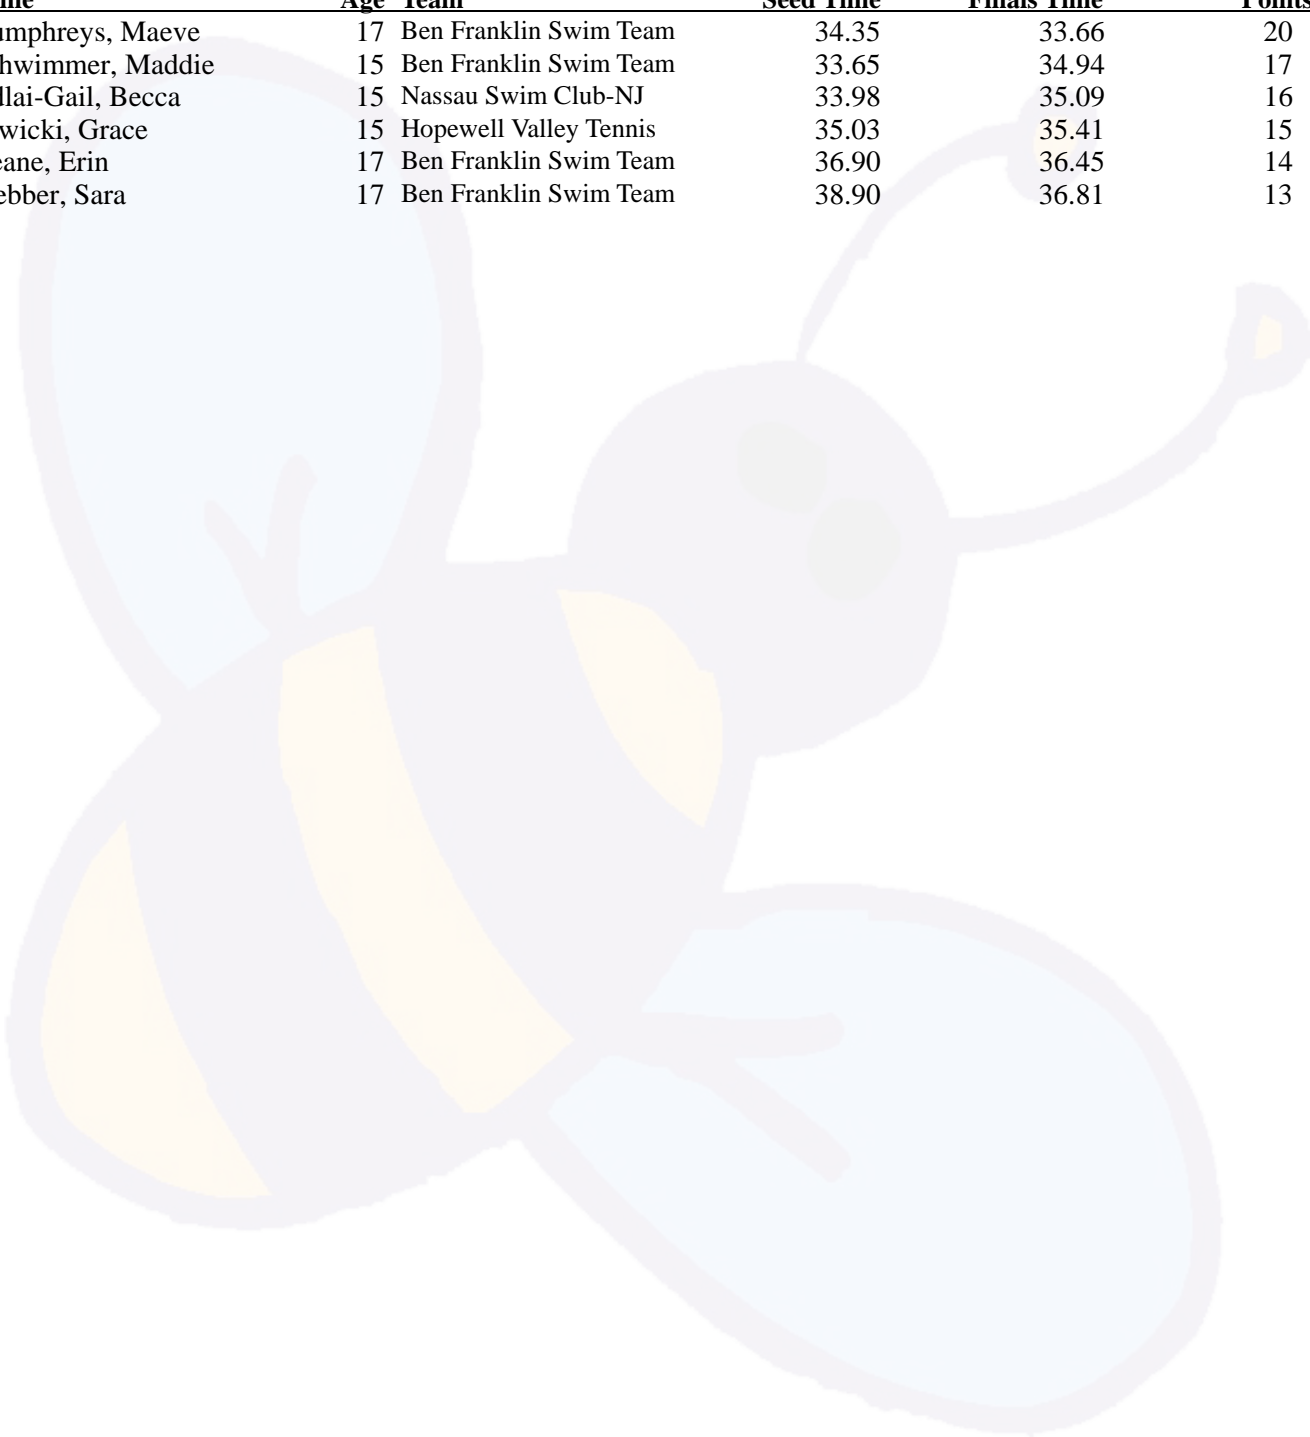 Age Team Seed Time Finals Time Points
umphreys, Maeve 17 Ben Franklin Swim Team 34.35 33.66 20
hwimmer, Maddie 15 Ben Franklin Swim Team 33.65 34.94 17
dlai-Gail, Becca 15 Nassau Swim Club-NJ 33.98 35.09 16
wicki, Grace 15 Hopewell Valley Tennis 35.03 35.41 15
eane, Erin 17 Ben Franklin Swim Team 36.90 36.45 14
ebber, Sara 17 Ben Franklin Swim Team 38.90 36.81 13